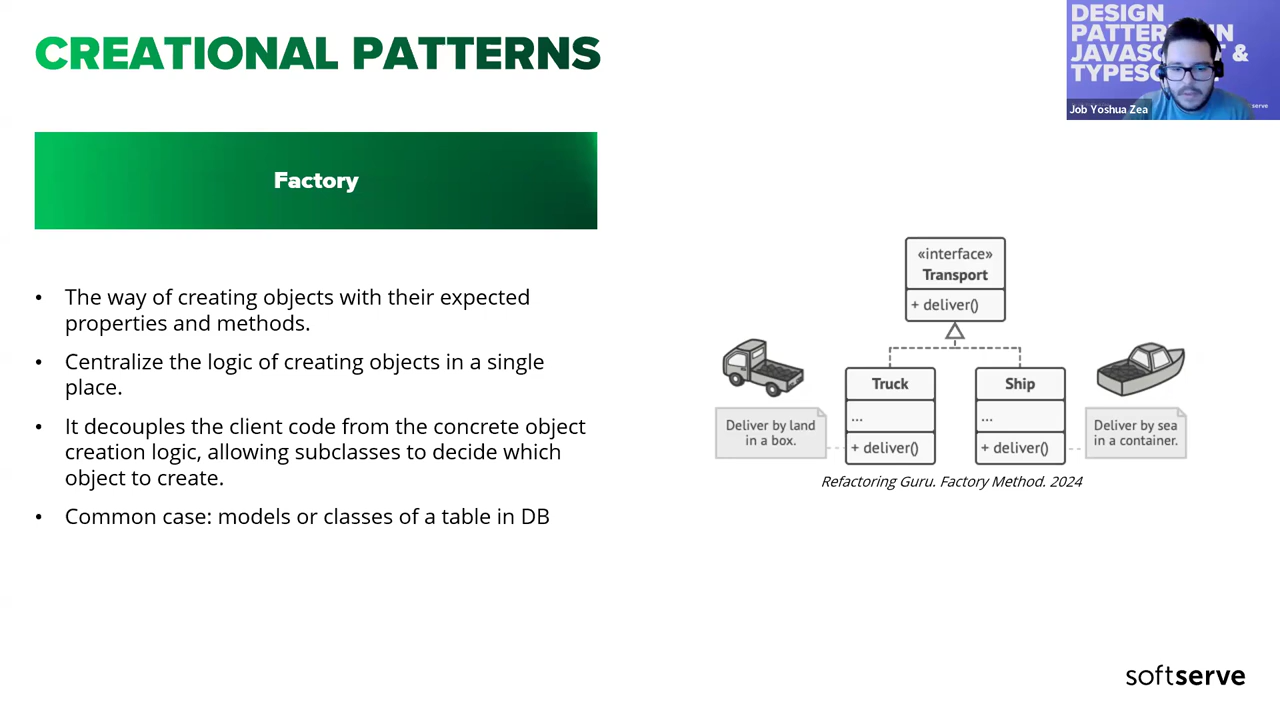 CREATIONAL PATTERNS
DESIGN
JAVASC
&
Job Yoshua Zea
serve
Factory
• The way of creating objects with their expected
properties and methods.
• Centralize the logic of creating objects in a single
place.
• It decouples the client code from the concrete object
creation logic, allowing subclasses to decide which
object to create.
• Common case: models or classes of a table in DB
«interface»
Transport
+ deliver()
Truck
...
+ deliver()
Ship
...
+ deliver()
Deliver by land
in a box.
Deliver by sea
in a container.
Refactoring Guru. Factory Method. 2024
softserve